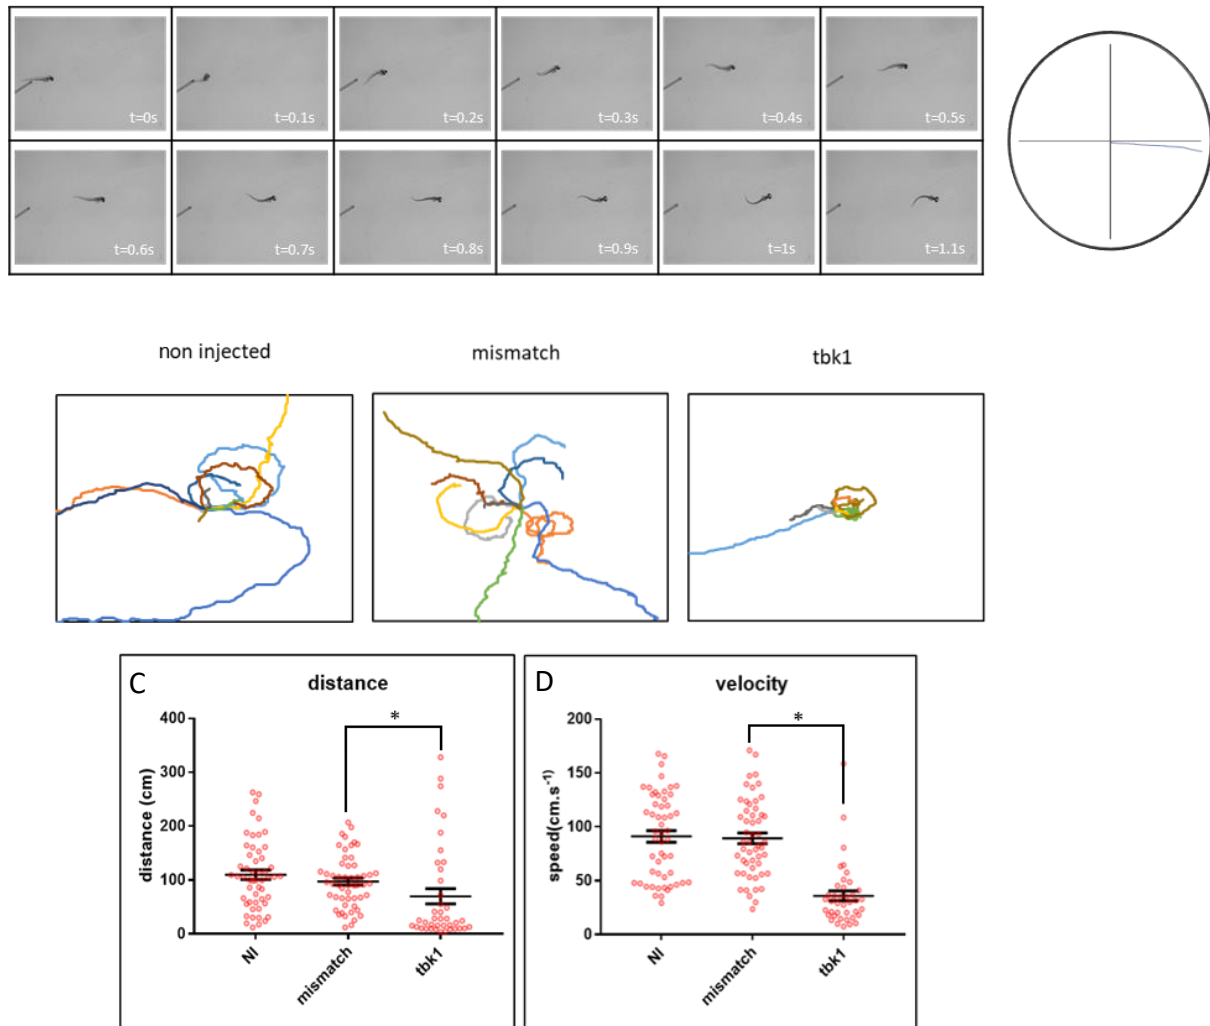 t=0s
t=0.1s
t=0.2s
t=0.3s
t=0.4s
t=0.5s
t=0.6s
t=0.7s
t=0.8s
t=0.9s
t=1s
t=1.1s
non injected
mismatch
tbk1
C
distance
*
400
300
200
100
0
distance (cm)
NI
mismatch
tbk1
D
velocity
*
200
150
100
50
0
speed(cm.s-1)
NI
mismatch
tbk1